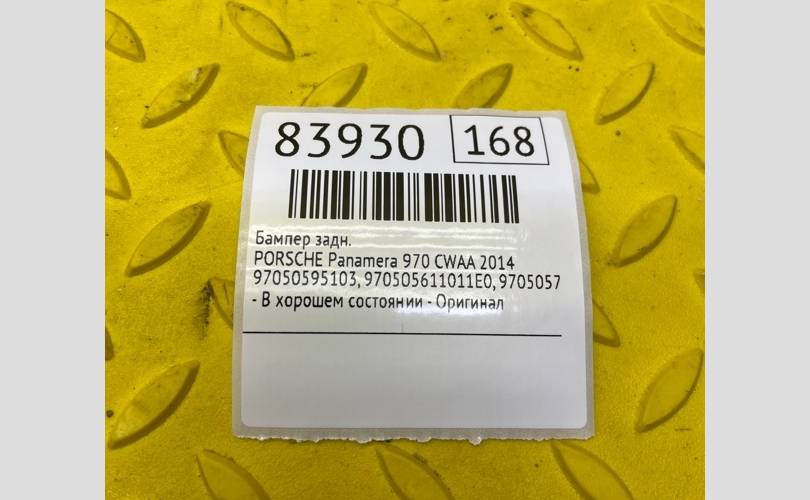 83930 168
Бампер задн.
PORSCHE Panamera 970 CWAA 2014
97050595103, 970505611011E0, 9705057
- В хорошем состоянии - Оригинал